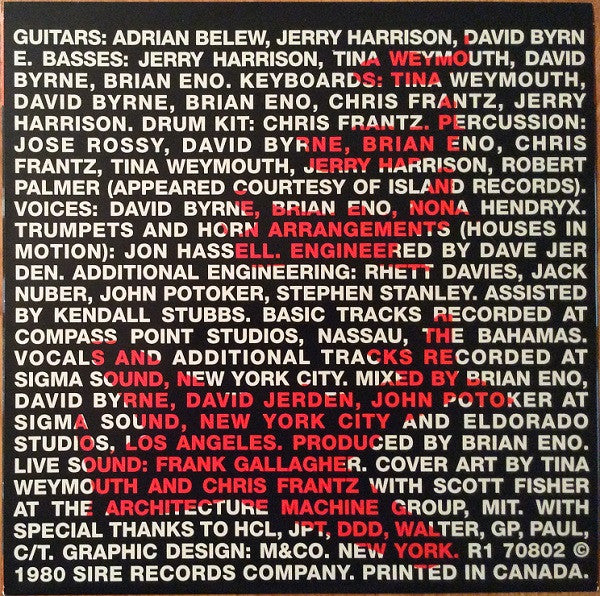 GUITARS: ADRIAN BELEW, JERRY HARRISON, DAVID BYRN
E. BASSES: JERRY HARRISON, TINA WEYMOUTH, DAVID
BYRNE, BRIAN ENO. KEYBOARDS: TINA WEYMOUTH,
DAVID BYRNE, BRIAN ENO, CHRIS FRANTZ, JERRY
HARRISON. DRUM KIT: CHRIS FRANTZ. PERCUSSION:
JOSE ROSSY, DAVID BYRNE, BRIAN ENO, CHRIS
FRANTZ, TINA WEYMOUTH, JERRY HARRISON, ROBERT
PALMER (APPEARED COURTESY OF ISLAND RECORDS).
VOICES: DAVID BYRNE, BRIAN ENO, NONA HENDRYX.
TRUMPETS AND HORN ARRANGEMENTS (HOUSES IN
MOTION): JON HASSELL. ENGINEERED BY DAVE JER
DEN. ADDITIONAL ENGINEERING: RHETT DAVIES, JACK
NUBER, JOHN POTOKER, STEPHEN STANLEY. ASSISTED
BY KENDALL STUBBS. BASIC TRACKS RECORDED AT
COMPASS POINT STUDIOS, NASSAU, THE BAHAMAS.
VOCALS AND ADDITIONAL TRACKS RECORDED AT
SIGMA SOUND, NEW YORK CITY. MIXED BY BRIAN ENO,
DAVID BYRNE, DAVID JERDEN, JOHN POTOKER AT
SIGMA SOUND, NEW YORK CITY AND ELDORADO
STUDIOS, LOS ANGELES. PRODUCED BY BRIAN ENO.
LIVE SOUND: FRANK GALLAGHER. COVER ART BY TINA
WEYMOUTH AND CHRIS FRANTZ WITH SCOTT FISHER
AT THE ARCHITECTURE MACHINE GROUP, MIT. WITH
SPECIAL THANKS TO HCL, JPT, DDD, WALTER, GP, PAUL,
C/T. GRAPHIC DESIGN: M&CO. NEW YORK. R1 70802 ©
1980 SIRE RECORDS COMPANY. PRINTED IN CANADA.